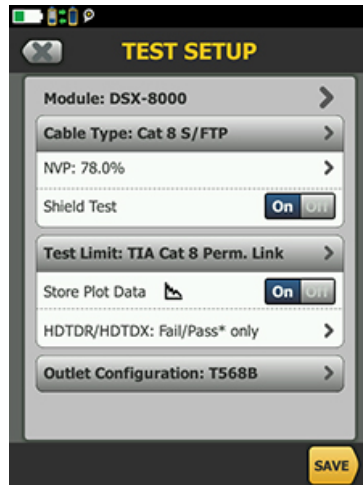 TEST SETUP
Module: DSX-8000
Cable Type: Cat 8 S/FTP
NVP: 78.0%
Shield Test On Off
Test Limit: TIA Cat 8 Perm. Link
Store Plot Data On Off
HDTDR/HDTDX: Fail/Pass* only
Outlet Configuration: T568B
SAVE